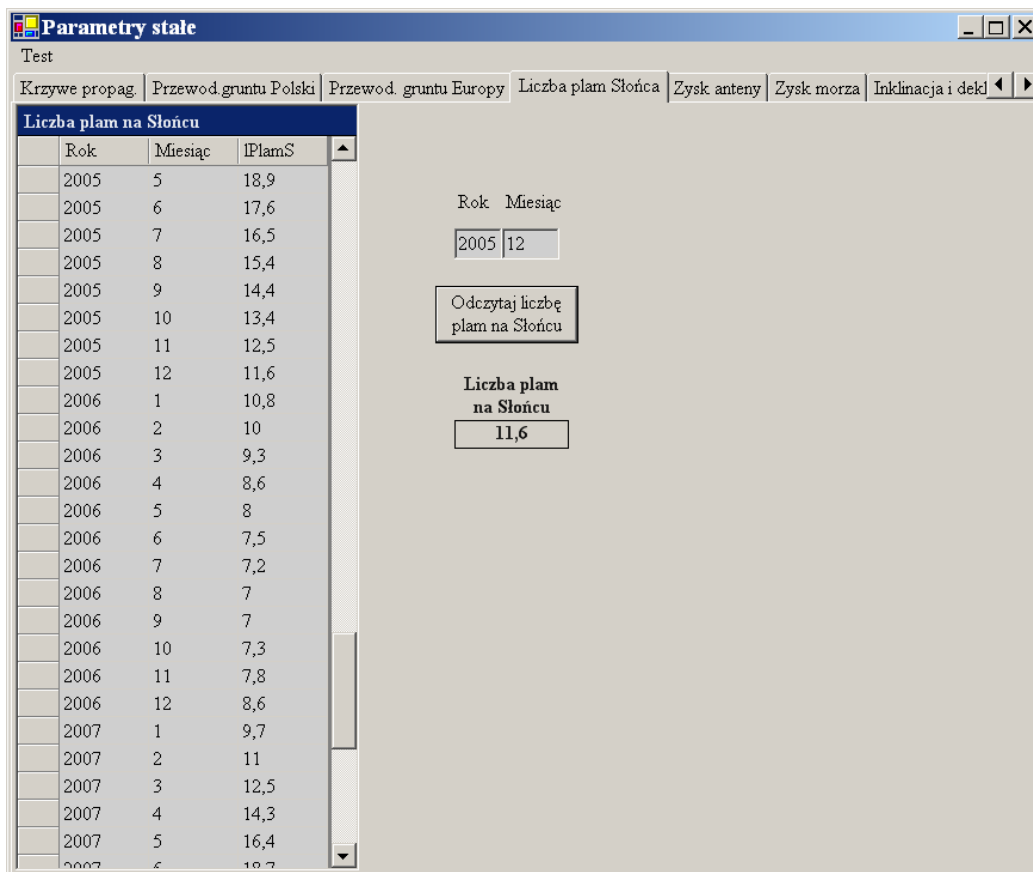 Parametry stałe
Test
Krzywe propag. Przewod.gruntu Polski Przewod. gruntu Europy Liczba plam Słońca Zysk anteny Zysk morza Inklinacja i dekl
Liczba plam na Słońcu
Rok Miesiąc lPlamS
2005 5 18,9
2005 6 17,6
2005 7 16,5
2005 8 15,4
2005 9 14,4
2005 10 13,4
2005 11 12,5
2005 12 11,6
2006 1 10,8
2006 2 10
2006 3 9,3
2006 4 8,6
2006 5 8
2006 6 7,5
2006 7 7,2
2006 8 7
2006 9 7
2006 10 7,3
2006 11 7,8
2006 12 8,6
2007 1 9,7
2007 2 11
2007 3 12,5
2007 4 14,3
2007 5 16,4
2007 6 18,7
Rok Miesiąc
2005 12
Odczytaj liczbę
plam na Słońcu
Liczba plam
na Słońcu
11,6